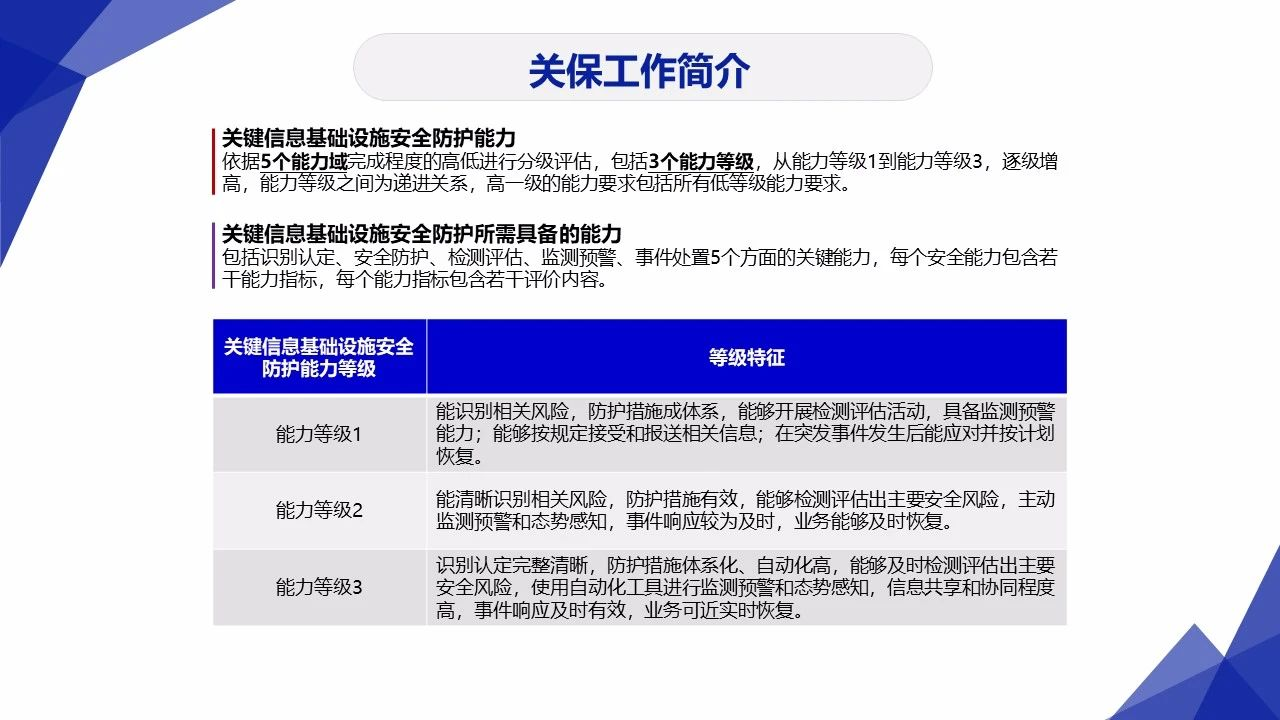 关保工作简介
关键信息基础设施安全防护能力
依据5个能力域完成程度的高低进行分级评估，包括3个能力等级，从能力等级1到能力等级3，逐级增
高，能力等级之间为递进关系，高一级的能力要求包括所有低等级能力要求。
关键信息基础设施安全防护所需具备的能力
包括识别认定、安全防护、检测评估、监测预警、事件处置5个方面的关键能力，每个安全能力包含若
干能力指标，每个能力指标包含若干评价内容。
关键信息基础设施安全
防护能力等级
等级特征
能力等级1
能识别相关风险，防护措施成体系，能够开展检测评估活动，具备监测预警
能力；能够按规定接受和报送相关信息；在突发事件发生后能应对并按计划
恢复。
能力等级2
能清晰识别相关风险，防护措施有效，能够检测评估出主要安全风险，主动
监测预警和态势感知，事件响应较为及时，业务能够及时恢复。
能力等级3
识别认定完整清晰，防护措施体系化、自动化高，能够及时检测评估出主要
安全风险，使用自动化工具进行监测预警和态势感知，信息共享和协同程度
高，事件响应及时有效，业务可近实时恢复。